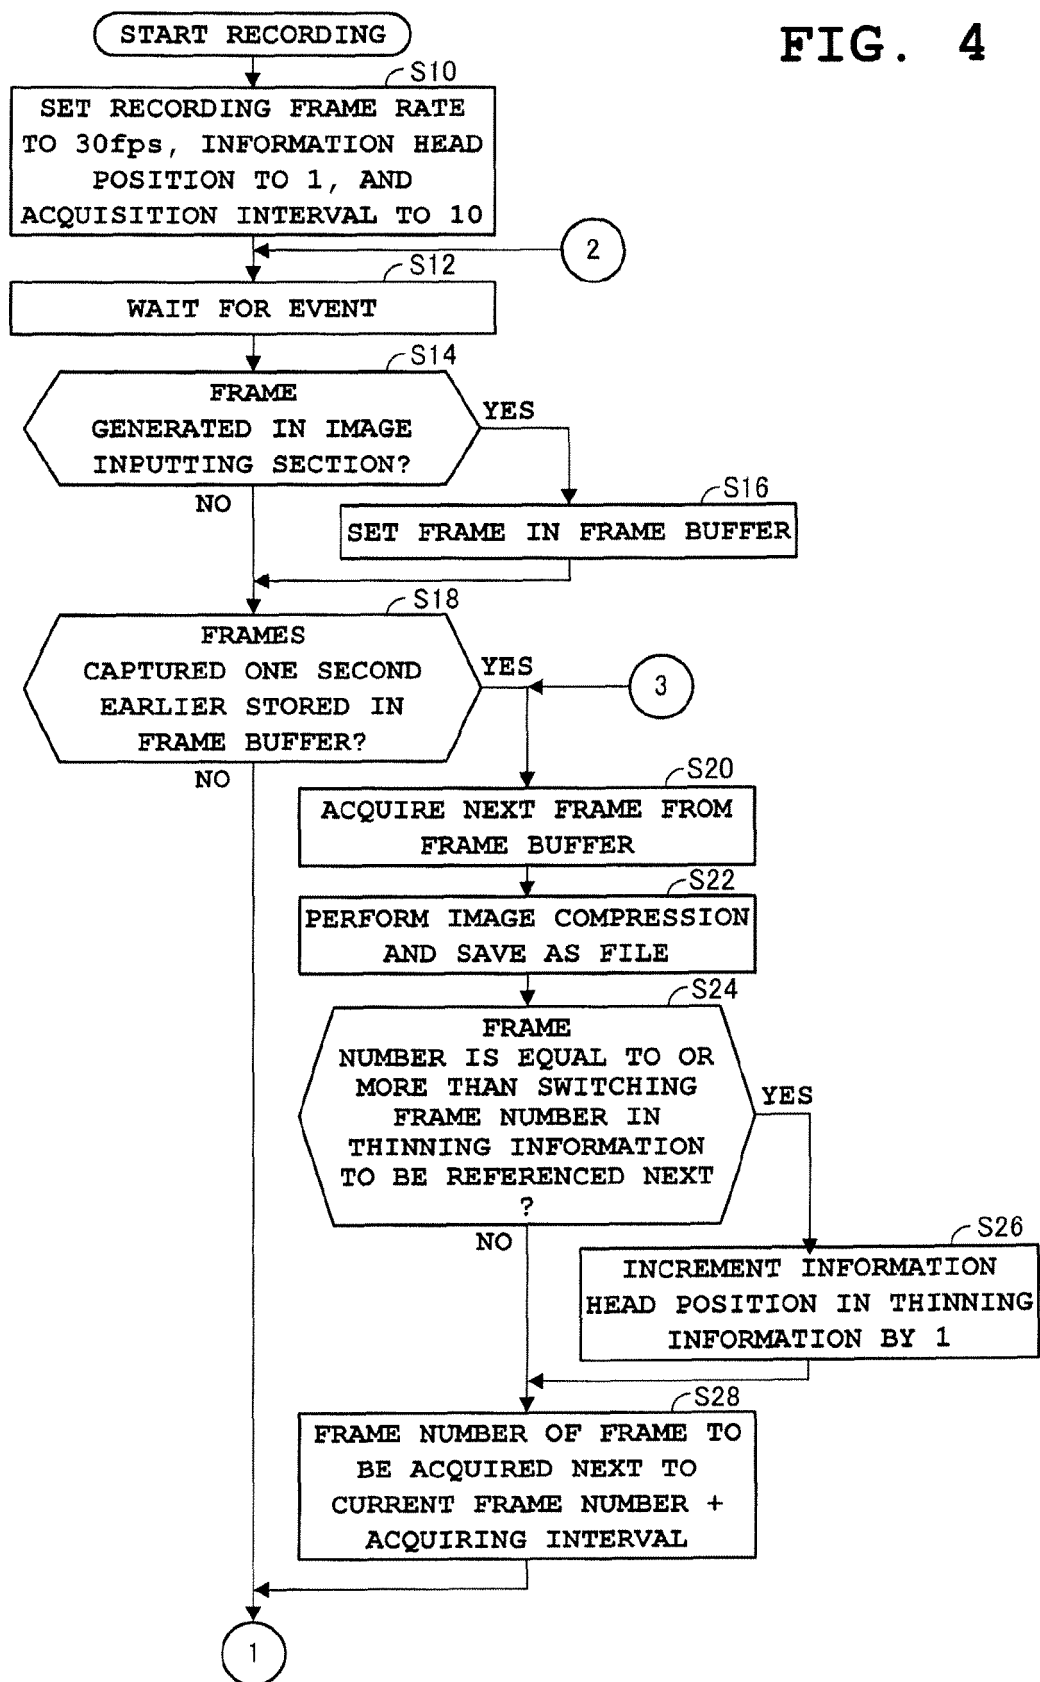 FIG. 4
START RECORDING
S10
SET RECORDING FRAME RATE
TO 30fps, INFORMATION HEAD
POSITION TO 1, AND
ACQUISITION INTERVAL TO 10
2
S12
WAIT FOR EVENT
S14
FRAME
GENERATED IN IMAGE
INPUTTING SECTION?
YES
NO
S16
SET FRAME IN FRAME BUFFER
S18
FRAMES
CAPTURED ONE SECOND
EARLIER STORED IN
FRAME BUFFER?
YES
3
NO
S20
ACQUIRE NEXT FRAME FROM
FRAME BUFFER
S22
PERFORM IMAGE COMPRESSION
AND SAVE AS FILE
S24
FRAME
NUMBER IS EQUAL TO OR
MORE THAN SWITCHING
FRAME NUMBER IN
THINNING INFORMATION
TO BE REFERENCED NEXT
?
YES
NO
S26
INCREMENT INFORMATION
HEAD POSITION IN THINNING
INFORMATION BY 1
S28
FRAME NUMBER OF FRAME TO
BE ACQUIRED NEXT TO
CURRENT FRAME NUMBER +
ACQUIRING INTERVAL
1